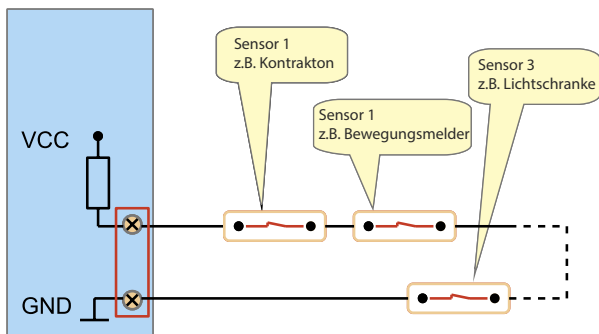 Sensor 1
z.B. Kontrakton
Sensor 1
z.B. Bewegungsmelder
Sensor 3
z.B. Lichtschranke
VCC
GND